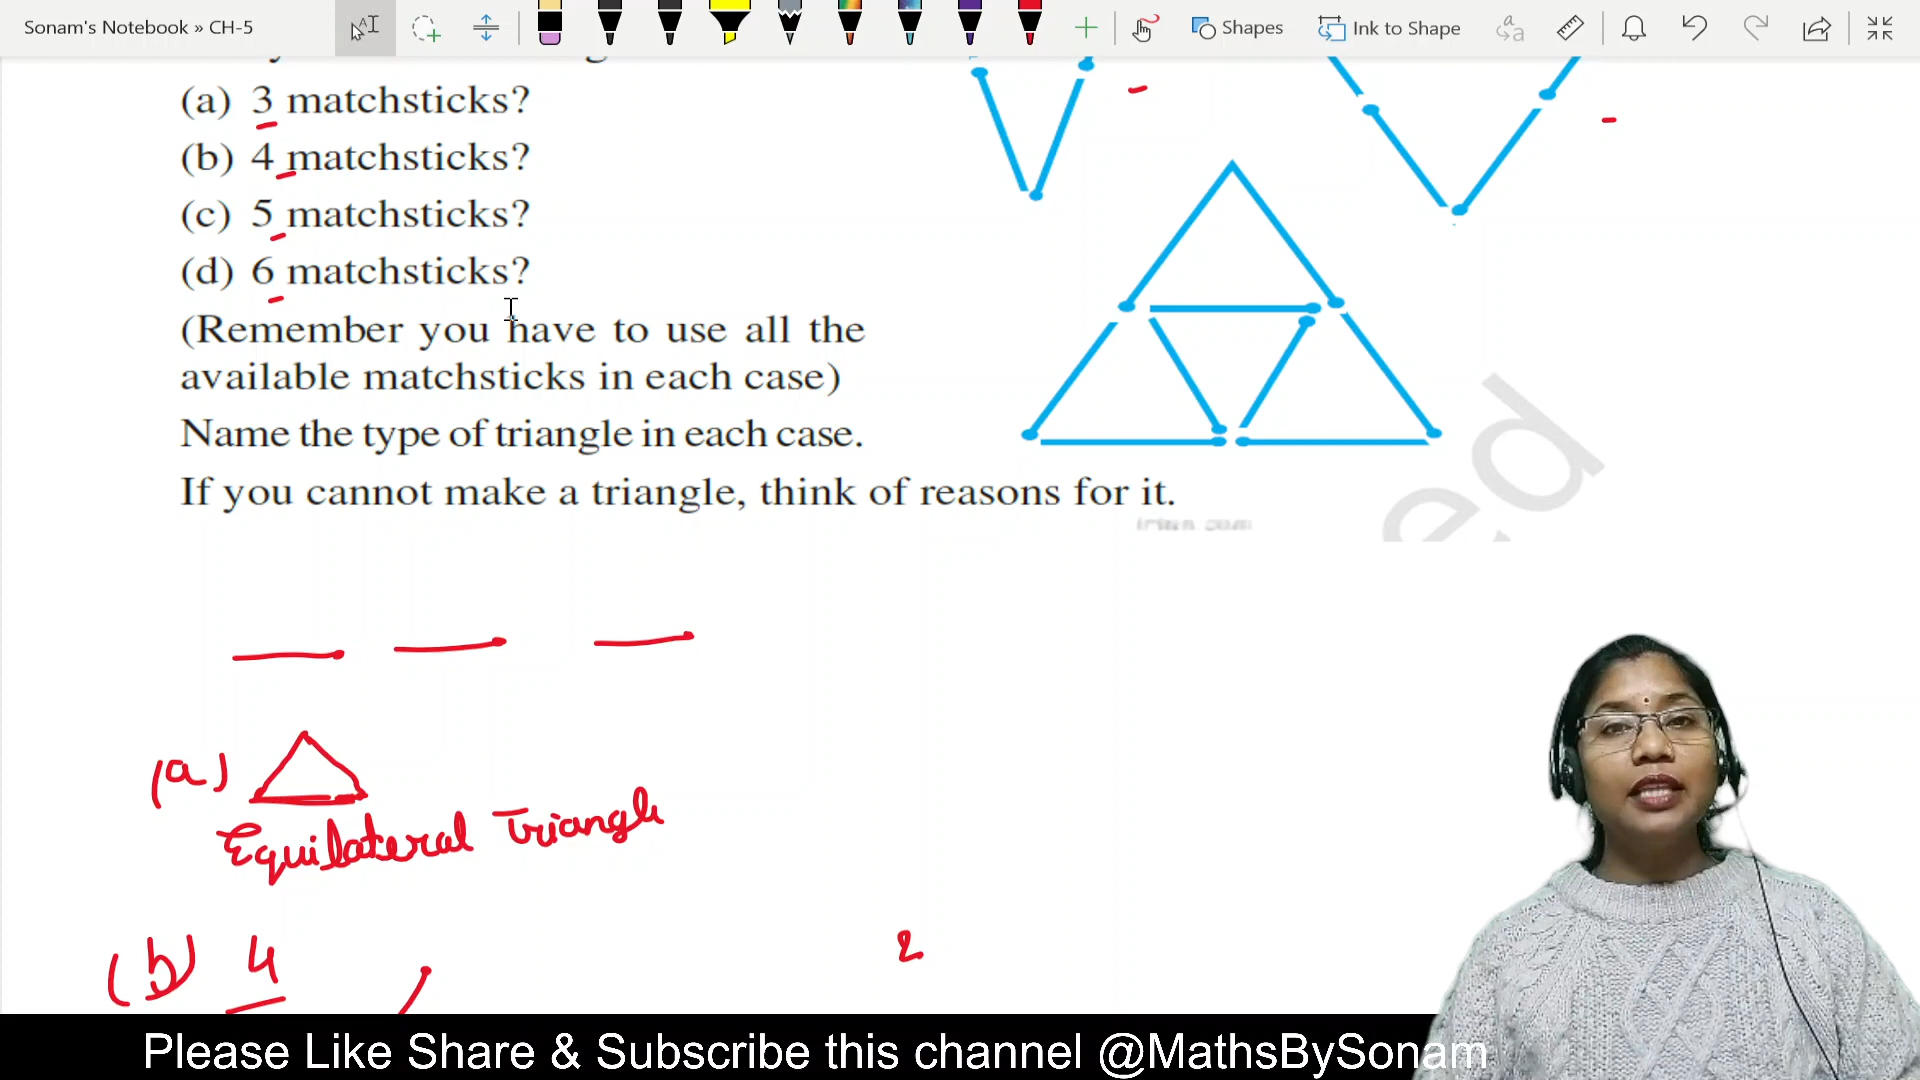 Sonam's Notebook » CH-5
Shapes
Ink to Shape
(a) 3 matchsticks?
(b) 4 matchsticks?
(c) 5 matchsticks?
(d) 6 matchsticks?
(Remember you have to use all the
available matchsticks in each case)
Name the type of triangle in each case.
If you cannot make a triangle, think of reasons for it.
ed
(a)
Equilateral Triangle
(b) 4
2
Please Like Share & Subscribe this channel @MathsBySonam